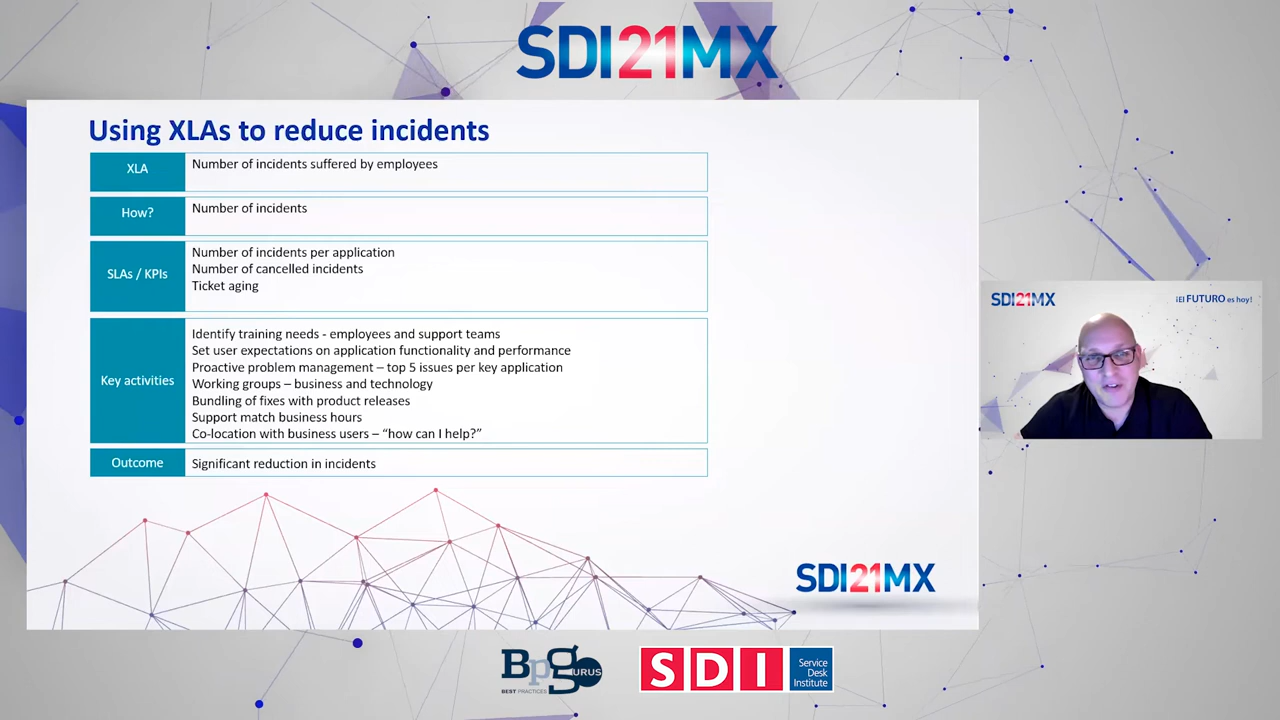 SDI21MX
Using XLAs to reduce incidents
XLA
Number of incidents suffered by employees
How?
Number of incidents
SLAs / KPIs
Number of incidents per application
Number of cancelled incidents
Ticket aging
Key activities
Identify training needs - employees and support teams
Set user expectations on application functionality and performance
Proactive problem management – top 5 issues per key application
Working groups – business and technology
Bundling of fixes with product releases
Support match business hours
Co-location with business users – “how can I help?”
Outcome
Significant reduction in incidents
SDI21MX
SDI21MX
¡El FUTURO es hoy!
BpGURUS
BEST PRACTICES
SDI
Service
Desk
Institute